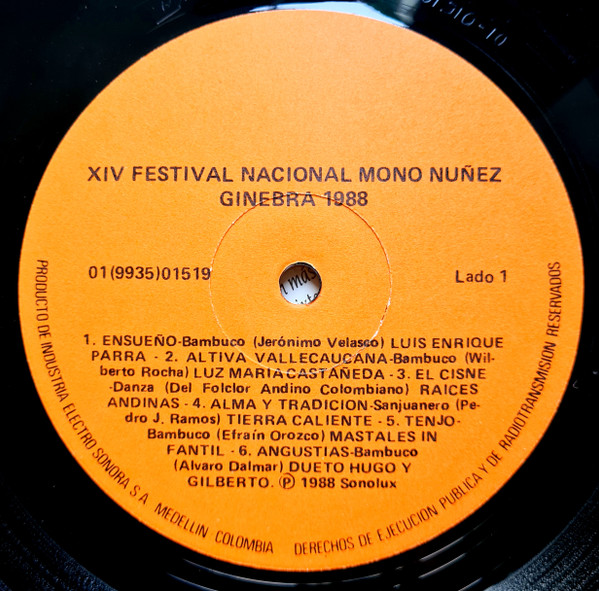 XIV FESTIVAL NACIONAL MONO NUÑEZ
GINEBRA 1988
01(9935)01519
Lado 1
1. ENSUEÑO-Bambuco (Jerónimo Velasco) LUIS ENRIQUE
PARRA - 2. ALTIVA VALLECAUCANA-Bambuco (Wil-
berto Rocha) LUZ MARIA CASTAÑEDA - 3. EL CISNE
-Danza (Del Folclor Andino Colombiano) RAICES
ANDINAS - 4. ALMA Y TRADICION-Sanjuanero (Pe-
dro J. Ramos) TIERRA CALIENTE - 5. TENJO-
Bambuco (Efraín Orozco) MASTALES IN
FANTIL - 6. ANGUSTIAS-Bambuco
(Alvaro Dalmar) DUETO HUGO Y
GILBERTO. Ⓟ 1988 Sonolux
PRODUCTO DE INDUSTRIA ELECTRO SONORA S.A. MEDELLIN COLOMBIA
DERECHOS DE EJECUCION PUBLICA Y DE RADIOTRANSMISION RESERVADOS
más